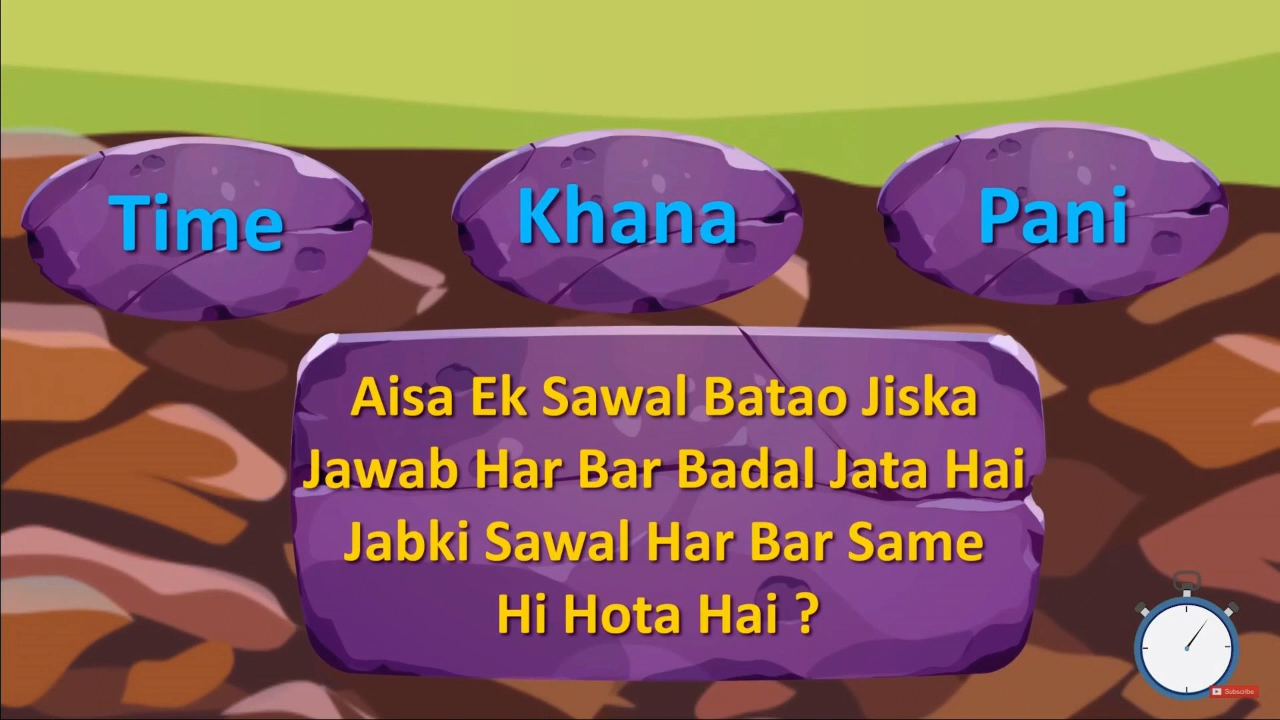 Time
Khana
Pani
Aisa Ek Sawal Batao Jiska
Jawab Har Bar Badal Jata Hai
Jabki Sawal Har Bar Same
Hi Hota Hai ?
Subscribe